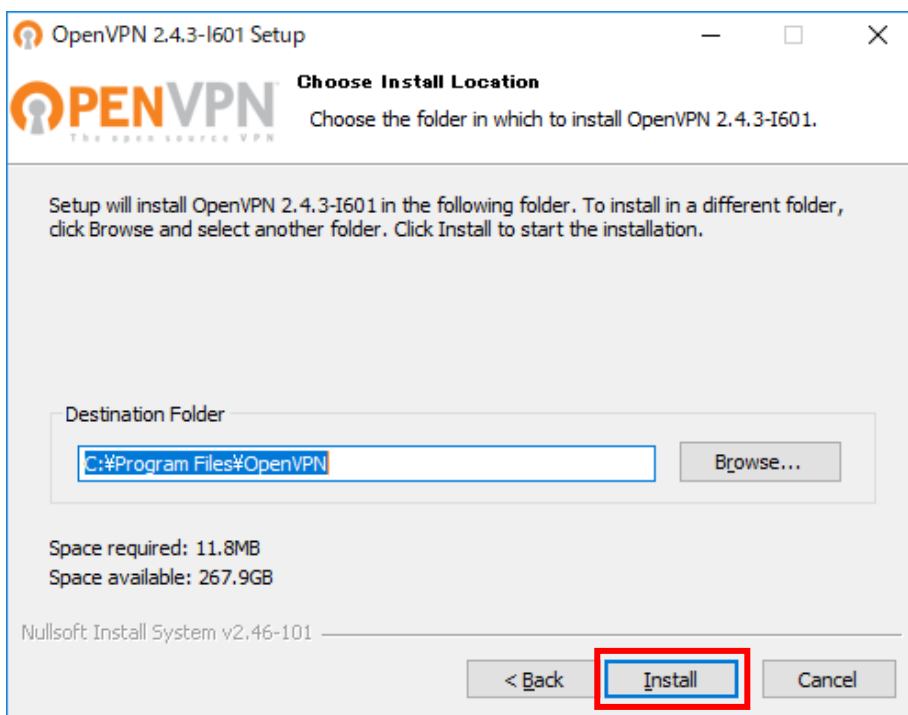 OpenVPN 2.4.3-I601 Setup
OPENVPN
The open source VPN
Choose Install Location
Choose the folder in which to install OpenVPN 2.4.3-I601.
Setup will install OpenVPN 2.4.3-I601 in the following folder. To install in a different folder,
click Browse and select another folder. Click Install to start the installation.
Destination Folder
C:¥Program Files¥OpenVPN
Browse...
Space required: 11.8MB
Space available: 267.9GB
Nullsoft Install System v2.46-101
< Back
Install
Cancel